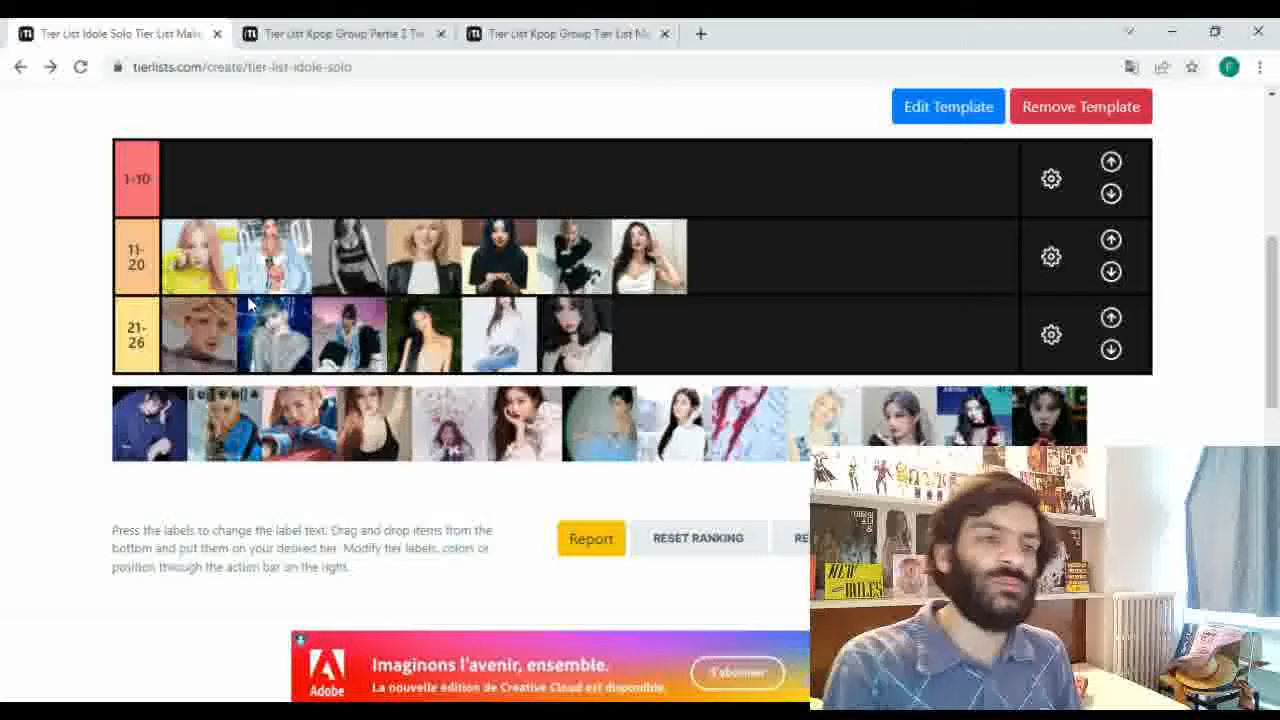 Tier List Idole Solo Tier List Make
Tier List Kpop Group Partie 2 Tie
Tier List Kpop Group Tier List Ma
tierlists.com/create/tier-list-idole-solo
Edit Template
Remove Template
1-10
11-
20
21-
26
Press the labels to change the label text. Drag and drop items from the
bottom and put them on your desired tier. Modify tier labels, colors or
position through the action bar on the right.
Report
RESET RANKING
RE
NEW
RULES
Adobe
Imaginons l'avenir, ensemble.
La nouvelle édition de Creative Cloud est disponible.
S'abonner